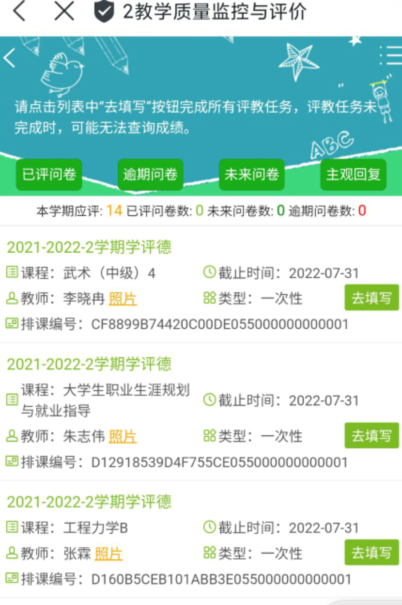 2教学质量监控与评价
请点击列表中“去填写”按钮完成所有评教任务，评教任务未
完成时，可能无法查询成绩。
ABC
已评问卷 逾期问卷 未来问卷 主观回复
本学期应评: 14 已评问卷数: 0 未来问卷数: 0 逾期问卷数: 0
2021-2022-2学期学评德
课程：武术（中级）4 截止时间：2022-07-31
教师：李晓冉 照片 类型：一次性 去填写
排课编号：CF8899B74420C00DE055000000000001
2021-2022-2学期学评德
课程：大学生职业生涯规划
与就业指导 截止时间：2022-07-31
教师：朱志伟 照片 类型：一次性 去填写
排课编号：D12918539D4F755CE055000000000001
2021-2022-2学期学评德
课程：工程力学B 截止时间：2022-07-31
教师：张霖 照片 类型：一次性 去填写
排课编号：D160B5CEB101ABB3E055000000000001